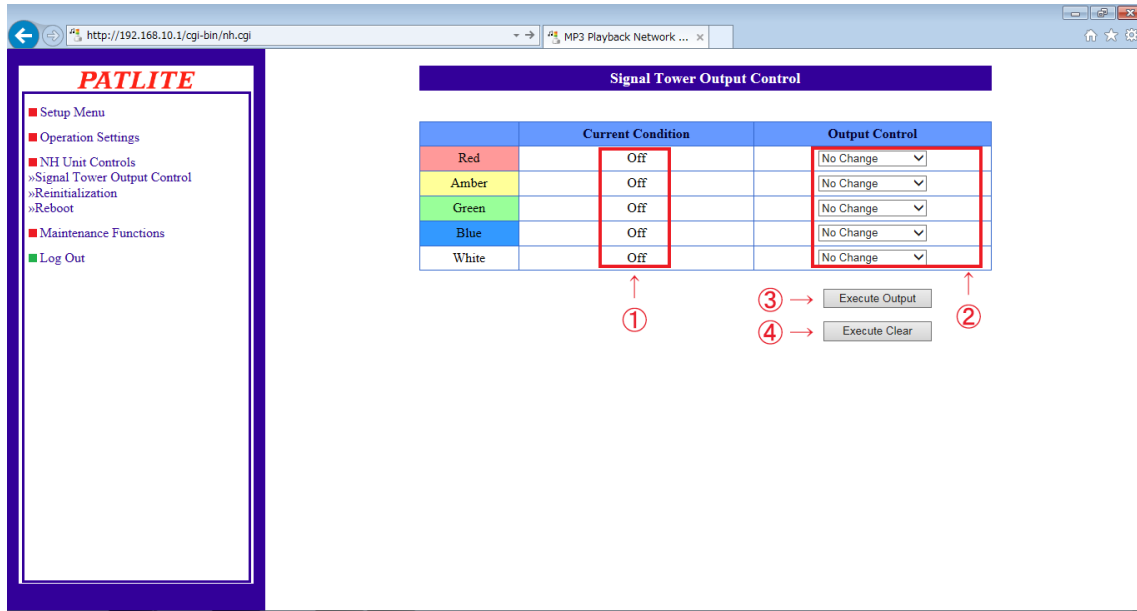 http://192.168.10.1/cgi-bin/nh.cgi
MP3 Playback Network ...
PATLITE
Setup Menu
Operation Settings
NH Unit Controls
»Signal Tower Output Control
»Reinitialization
»Reboot
Maintenance Functions
Log Out
Signal Tower Output Control
Current Condition Output Control
Red Off No Change
Amber Off No Change
Green Off No Change
Blue Off No Change
White Off No Change
① ②
③ → Execute Output
④ → Execute Clear